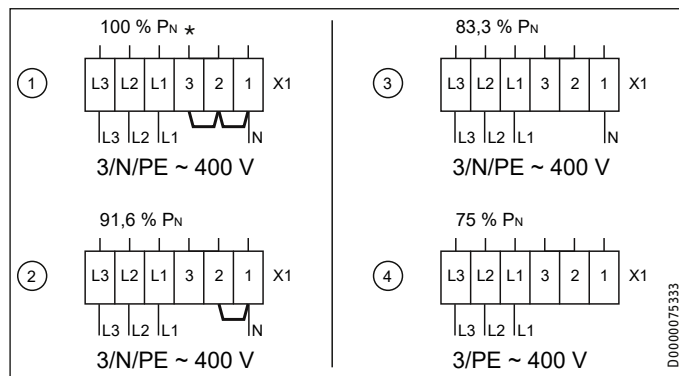 100 % PN *
1
L3 L2 L1 3 2 1 X1
L3 L2 L1 N
3/N/PE ~ 400 V
91,6 % PN
2
L3 L2 L1 3 2 1 X1
L3 L2 L1 N
3/N/PE ~ 400 V
83,3 % PN
3
L3 L2 L1 3 2 1 X1
L3 L2 L1 N
3/N/PE ~ 400 V
75 % PN
4
L3 L2 L1 3 2 1 X1
L3 L2 L1
3/PE ~ 400 V
D0000075333